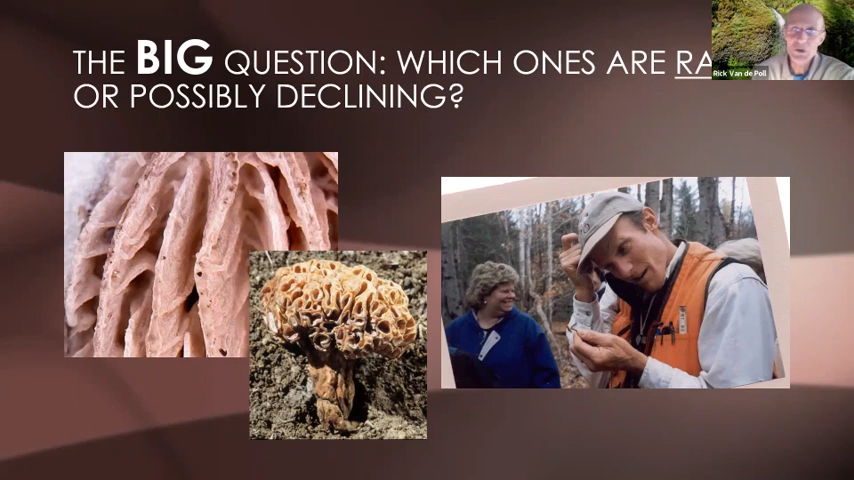 THE BIG QUESTION: WHICH ONES ARE
OR POSSIBLY DECLINING?
Rick Van de Poll